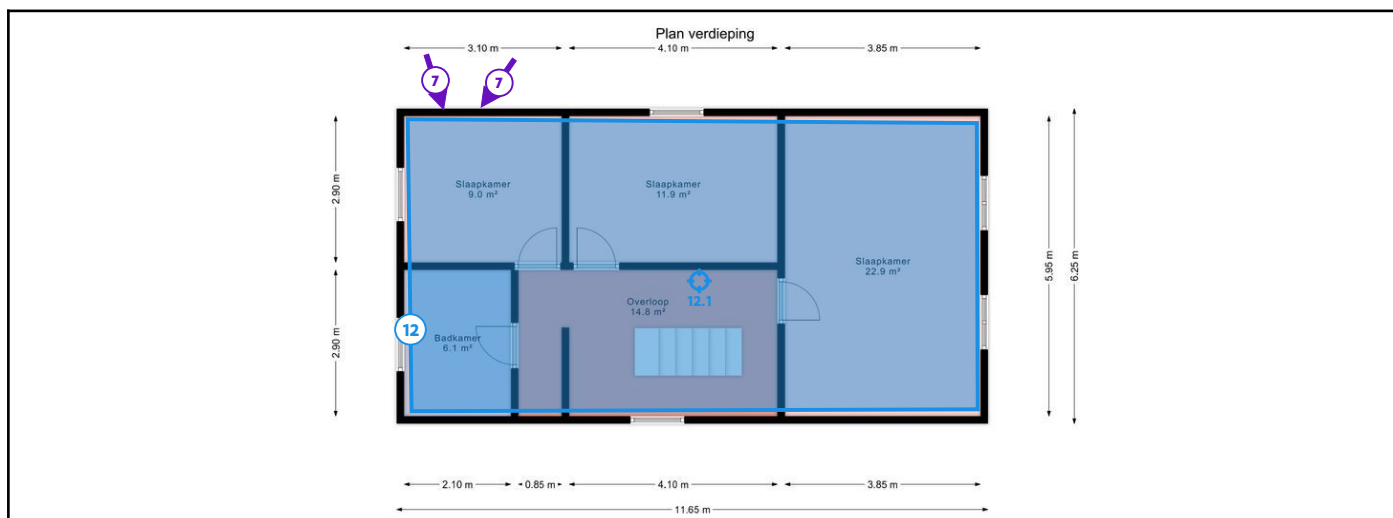 Plan verdieping
3.10 m
4.10 m
3.85 m
7
7
2.90 m
Slaapkamer
9.0 m²
Slaapkamer
11.9 m²
Slaapkamer
22.9 m²
5.95 m
6.25 m
12.1
Overloop
14.8 m²
12
Badkamer
6.1 m²
2.90 m
2.10 m
0.85 m
4.10 m
3.85 m
11.65 m